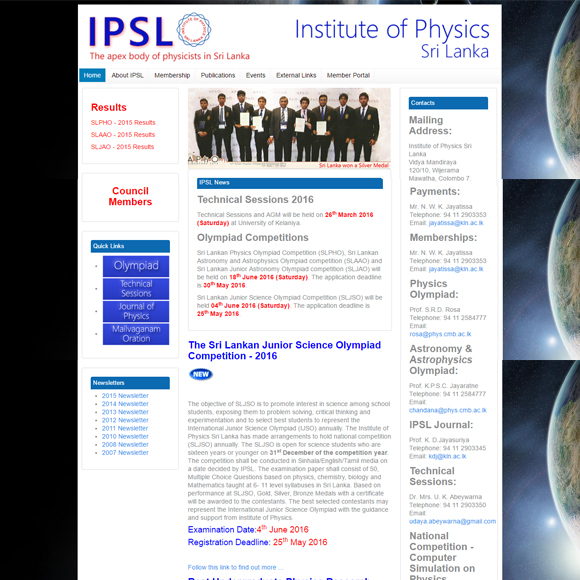 IPSL
The apex body of physicists in Sri Lanka
Institute of Physics
Sri Lanka
Home About IPSL Membership Publications Events External Links Member Portal
Results
SLPHO - 2015 Results
SLAAO - 2015 Results
SLJAO - 2015 Results
Council
Members
Quick Links
Olympiad
Technical
Sessions
Journal of
Physics
Mailvaganam
Oration
Newsletters
2015 Newsletter
2014 Newsletter
2013 Newsletter
2012 Newsletter
2011 Newsletter
2010 Newsletter
2008 Newsletter
2007 Newsletter
Sri Lanka won a Silver Medal
IPSL News
Technical Sessions 2016
Technical Sessions and AGM will be held on 26th March 2016
(Saturday) at University of Kelaniya.
Olympiad Competitions
Sri Lankan Physics Olympiad Competition (SLPHO), Sri Lankan
Astronomy and Astrophysics Olympiad competition (SLAAO) and
Sri Lankan Junior Astronomy Olympiad competition (SLJAO) will
be held on 18th June 2016 (Saturday). The application deadline
is 30th May 2016.
Sri Lankan Junior Science Olympiad Competition (SLJSO) will be
held 04th June 2016 (Saturday). The application deadline is
25th May 2016.
The Sri Lankan Junior Science Olympiad
Competition - 2016
NEW
The objective of SLJSO is to promote interest in science among school
students, exposing them to problem solving, critical thinking and
experimentation and to select best students to represent the
International Junior Science Olympiad (IJSO) annually. The Institute of
Physics Sri Lanka has made arrangements to hold national competition
(SLJSO) annually. The SLJSO is open for science students who are
sixteen years or younger on 31st December of the competition year.
The competition shall be conducted in Sinhala/English/Tamil media on
a date decided by IPSL. The examination paper shall consist of 50,
Multiple Choice Questions based on physics, chemistry, biology and
Mathematics taught at 6- 11 level syllabuses in Sri Lanka. Based on
performance at SLJSO, Gold, Silver, Bronze Medals with a certificate
will be awarded to the contestants. The best selected contestants may
represent the International Junior Science Olympiad with the guidance
and support from institute of Physics.
Examination Date:4th June 2016
Registration Deadline: 25th May 2016
Follow this link to find out more ...
Contacts
Mailing
Address:
Institute of Physics Sri
Lanka
Vidya Mandiraya
120/10, Wijerama
Mawatha, Colombo 7.
Payments:
Mr. N. W. K. Jayatissa
Telephone: 94 11 2903353
Email: jayatissa@kln.ac.lk
Memberships:
Mr. N. W. K. Jayatissa
Telephone: 94 11 2903353
Email: jayatissa@kln.ac.lk
Physics
Olympiad:
Prof. S.R.D. Rosa
Telephone: 94 11 2584777
Email:
rosa@phys.cmb.ac.lk
Astronomy &
Astrophysics
Olympiad:
Prof. K.P.S.C. Jayaratne
Telephone: 94 11 2584777
Email:
chandana@phys.cmb.ac.lk
IPSL Journal:
Prof. K. D.Jayasuriya
Telephone: 94 11 2903345
Email: kdj@kln.ac.lk
Technical
Sessions:
Dr. Mrs. U. K. Abeywarna
Telephone: 94 11 2903350
Email:
udaya.abeywarna@gmail.com
National
Competition -
Computer
Simulation on
Physics